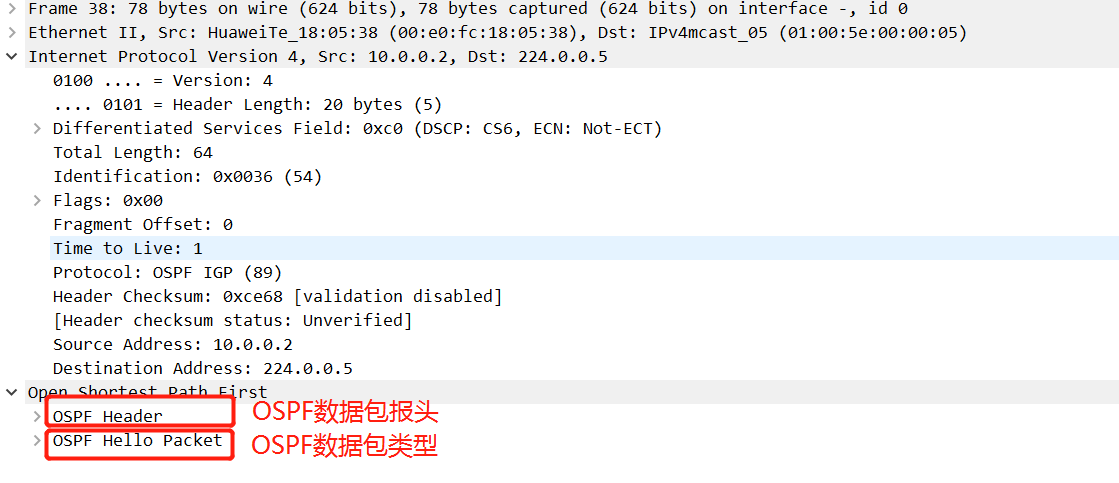 Frame 38: 78 bytes on wire (624 bits), 78 bytes captured (624 bits) on interface -, id 0
Ethernet II, Src: HuaweiTe_18:05:38 (00:e0:fc:18:05:38), Dst: IPv4mcast_05 (01:00:5e:00:00:05)
Internet Protocol Version 4, Src: 10.0.0.2, Dst: 224.0.0.5
0100 .... = Version: 4
.... 0101 = Header Length: 20 bytes (5)
Differentiated Services Field: 0xc0 (DSCP: CS6, ECN: Not-ECT)
Total Length: 64
Identification: 0x0036 (54)
Flags: 0x00
Fragment Offset: 0
Time to Live: 1
Protocol: OSPF IGP (89)
Header Checksum: 0xce68 [validation disabled]
[Header checksum status: Unverified]
Source Address: 10.0.0.2
Destination Address: 224.0.0.5
Open Shortest Path First
OSPF Header OSPF数据包报头
OSPF Hello Packet OSPF数据包类型